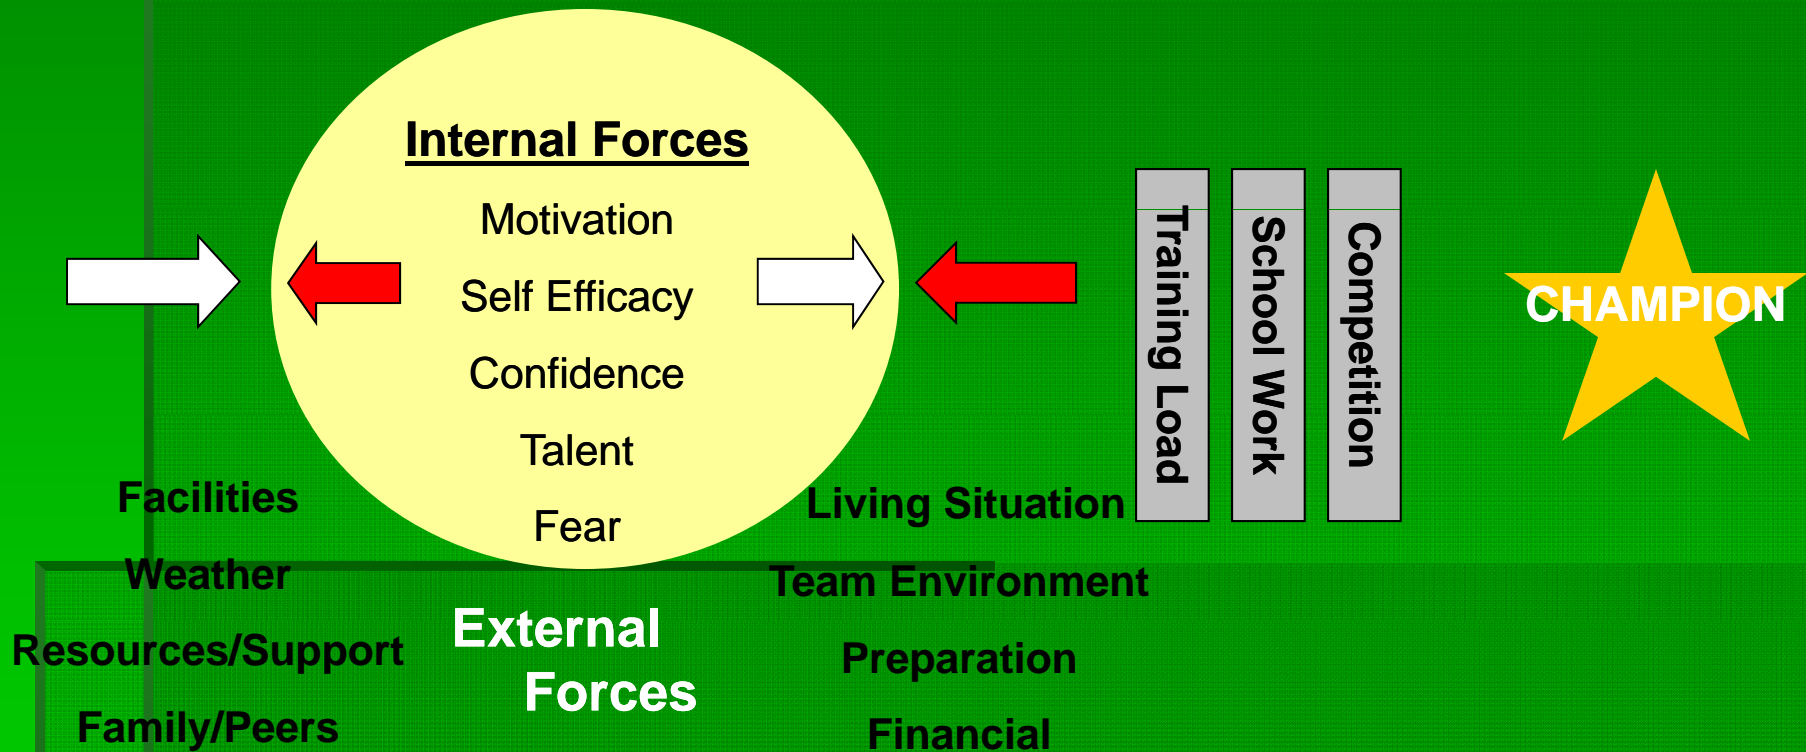 Internal Forces
Motivation
Self Efficacy
Confidence
Talent
Fear
Training Load
School Work
Competition
CHAMPION
Facilities
Weather
Resources/Support
Family/Peers
External
Forces
Living Situation
Team Environment
Preparation
Financial